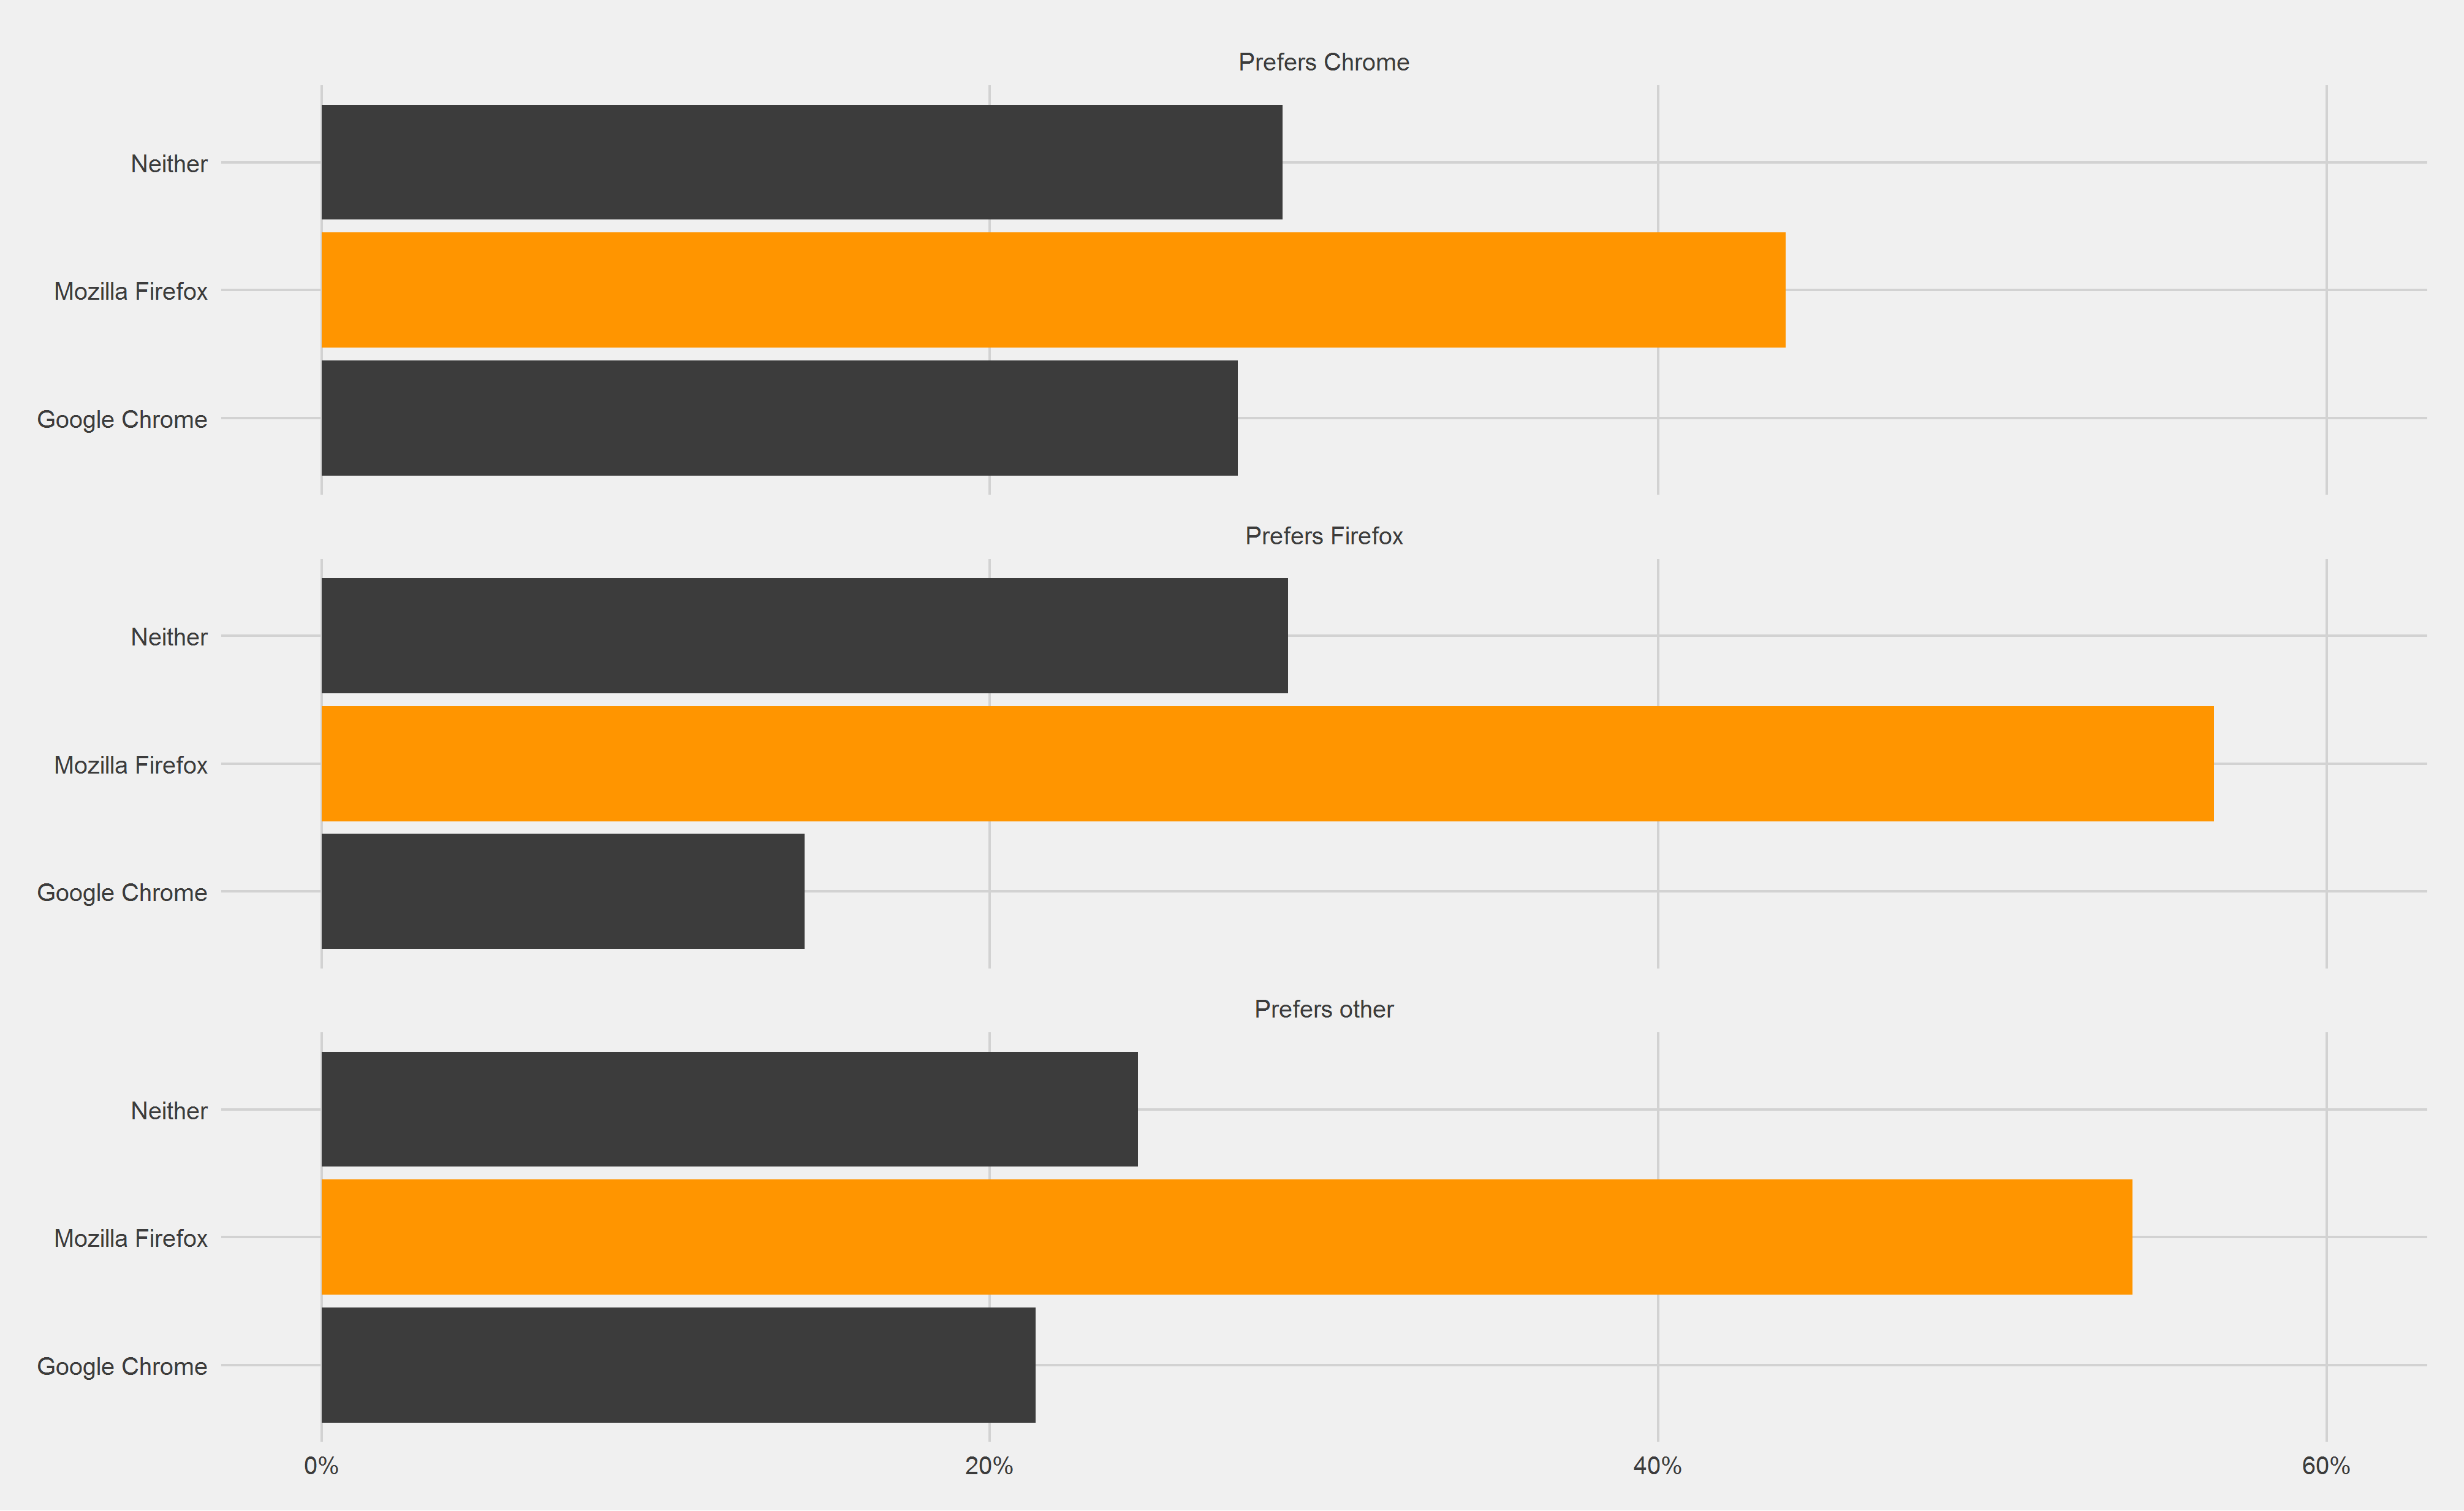 Prefers Chrome
Neither
Mozilla Firefox
Google Chrome
Prefers Firefox
Neither
Mozilla Firefox
Google Chrome
Prefers other
Neither
Mozilla Firefox
Google Chrome
0% 20% 40% 60%